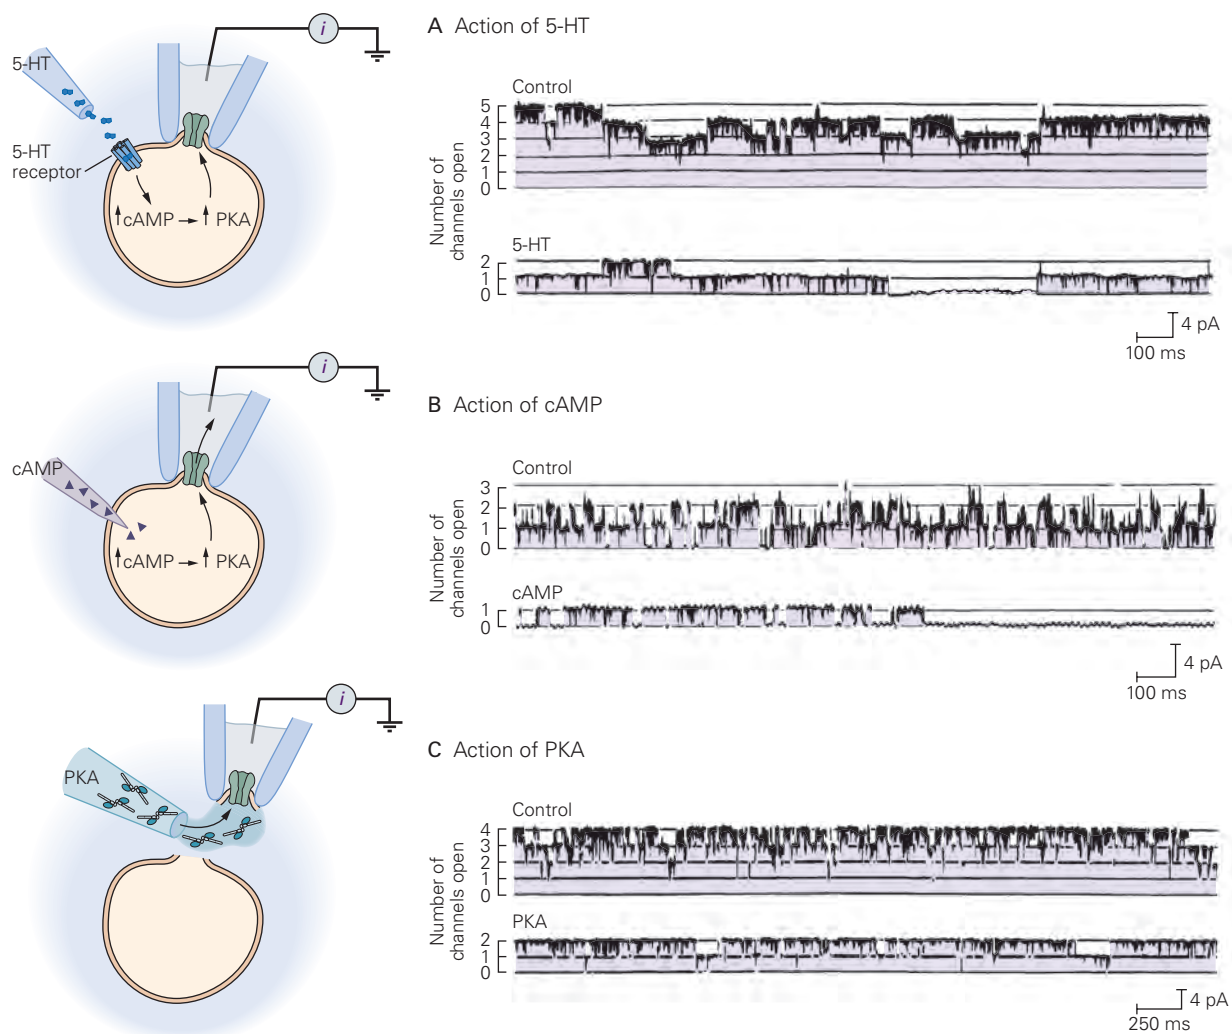 A Action of 5-HT
i
5-HT
5-HT
receptor
cAMP
PKA
Control
Number of
channels open
5
4
3
2
1
0
5-HT
2
1
0
4 pA
100 ms
B Action of cAMP
i
cAMP
cAMP
PKA
Control
Number of
channels open
3
2
1
0
cAMP
1
0
4 pA
100 ms
C Action of PKA
i
PKA
Control
Number of
channels open
4
3
2
1
0
PKA
2
1
0
4 pA
250 ms